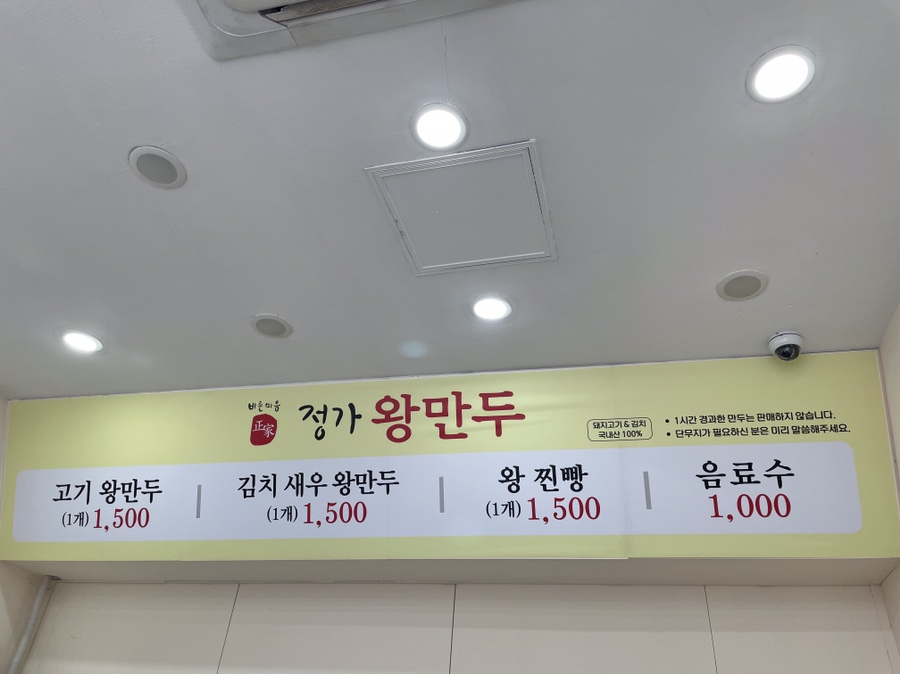 바른마음
正家
정가 왕만두
돼지고기 & 김치
국내산 100%
• 1시간 경과한 만두는 판매하지 않습니다.
• 단무지가 필요하신 분은 미리 말씀해주세요.
고기 왕만두
(1개) 1,500
김치 새우 왕만두
(1개) 1,500
왕 찐빵
(1개) 1,500
음료수
1,000